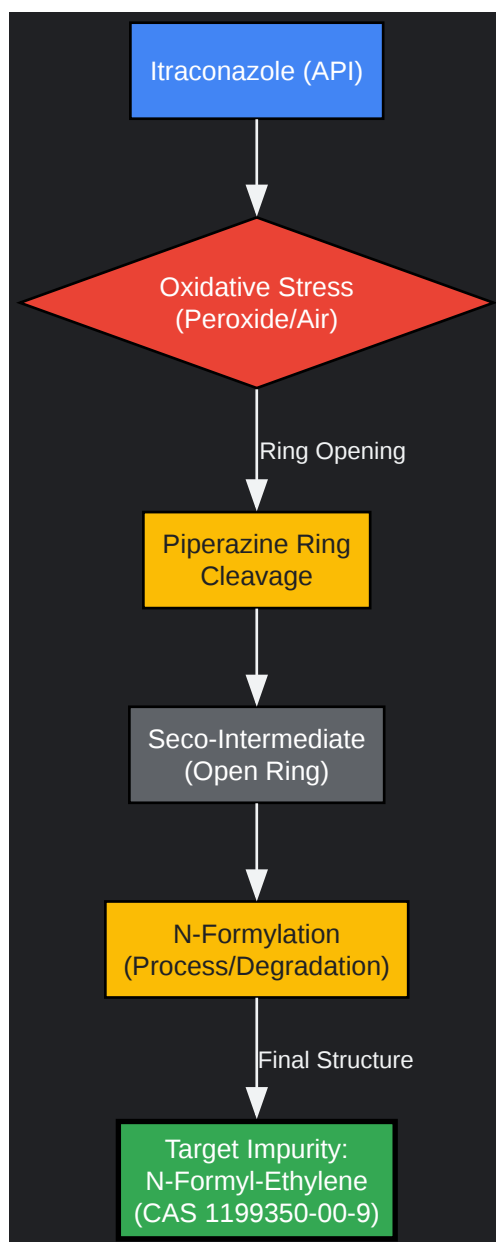 Itraconazole (API)
Oxidative Stress
(Peroxide/Air)
Ring Opening
Piperazine Ring
Cleavage
Seco-Intermediate
(Open Ring)
N-Formylation
(Process/Degradation)
Final Structure
Target Impurity:
N-Formyl-Ethylene
(CAS 1199350-00-9)